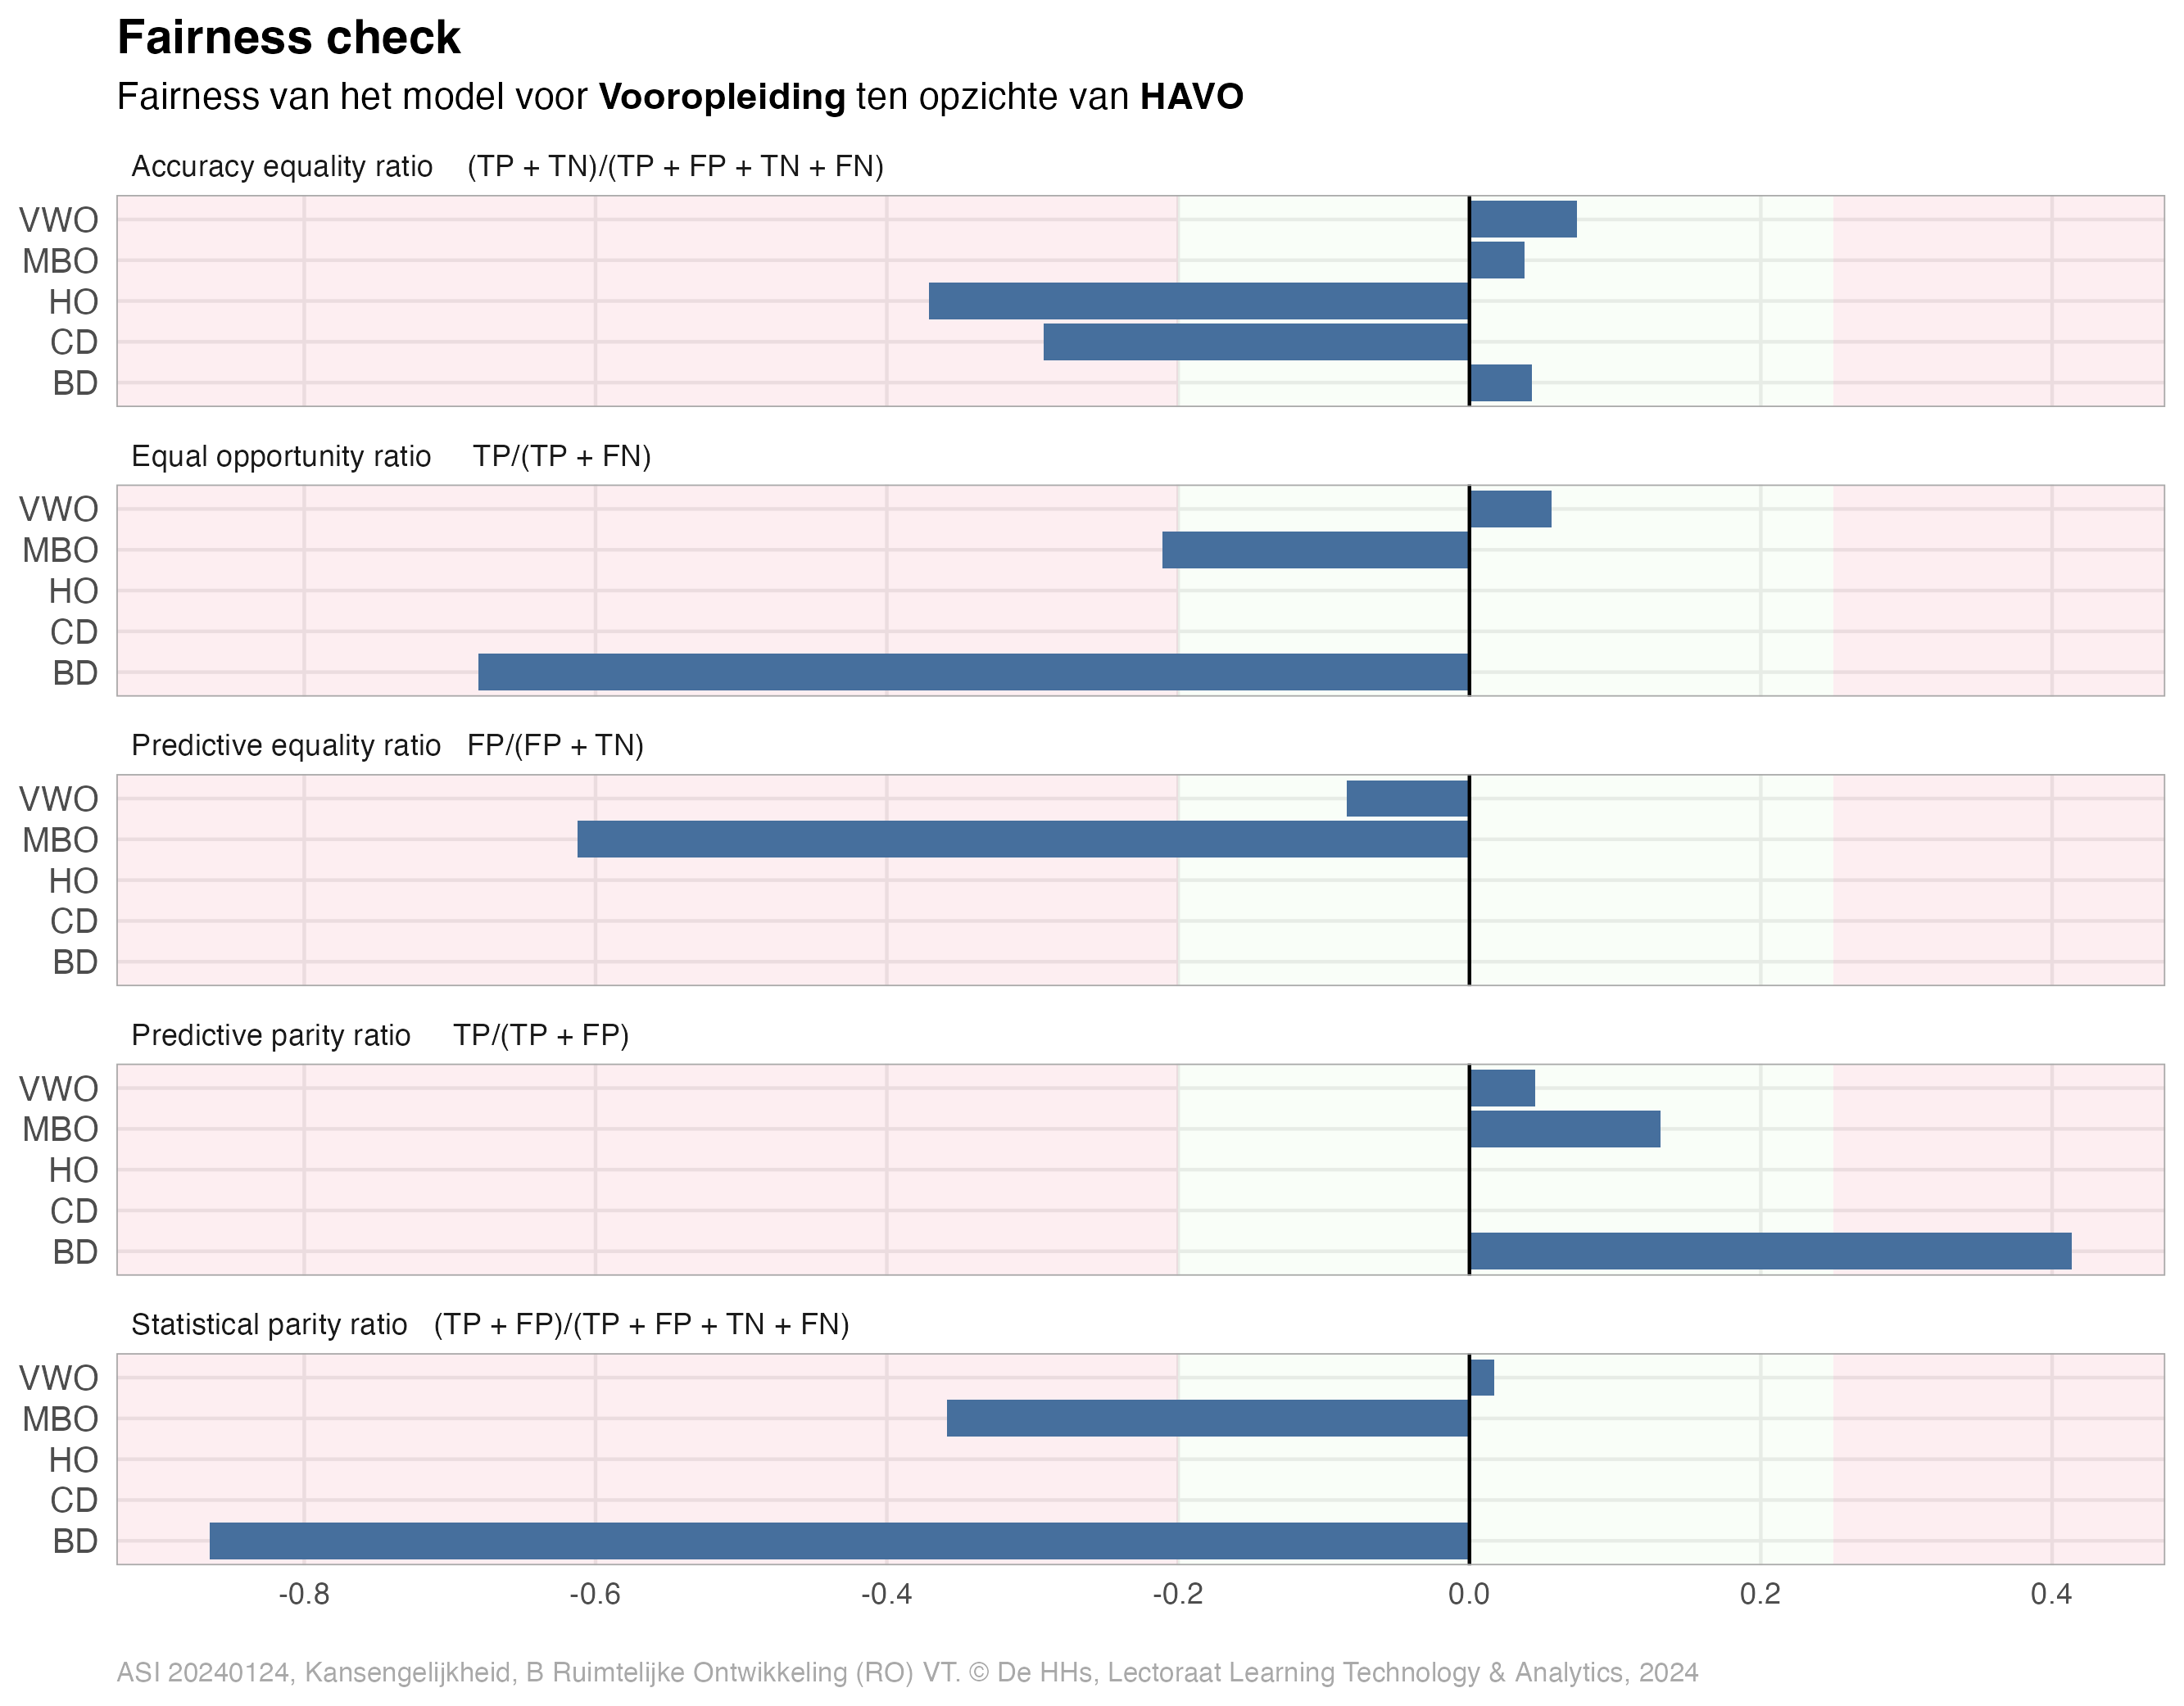 Fairness check
Fairness van het model voor Vooropleiding ten opzichte van HAVO
Accuracy equality ratio (TP + TN)/(TP + FP + TN + FN)
VWO
MBO
HO
CD
BD
Equal opportunity ratio TP/(TP + FN)
VWO
MBO
HO
CD
BD
Predictive equality ratio FP/(FP + TN)
VWO
MBO
HO
CD
BD
Predictive parity ratio TP/(TP + FP)
VWO
MBO
HO
CD
BD
Statistical parity ratio (TP + FP)/(TP + FP + TN + FN)
VWO
MBO
HO
CD
BD
-0.8 -0.6 -0.4 -0.2 0.0 0.2 0.4
ASI 20240124, Kansengelijkheid, B Ruimtelijke Ontwikkeling (RO) VT. © De HHs, Lectoraat Learning Technology & Analytics, 2024